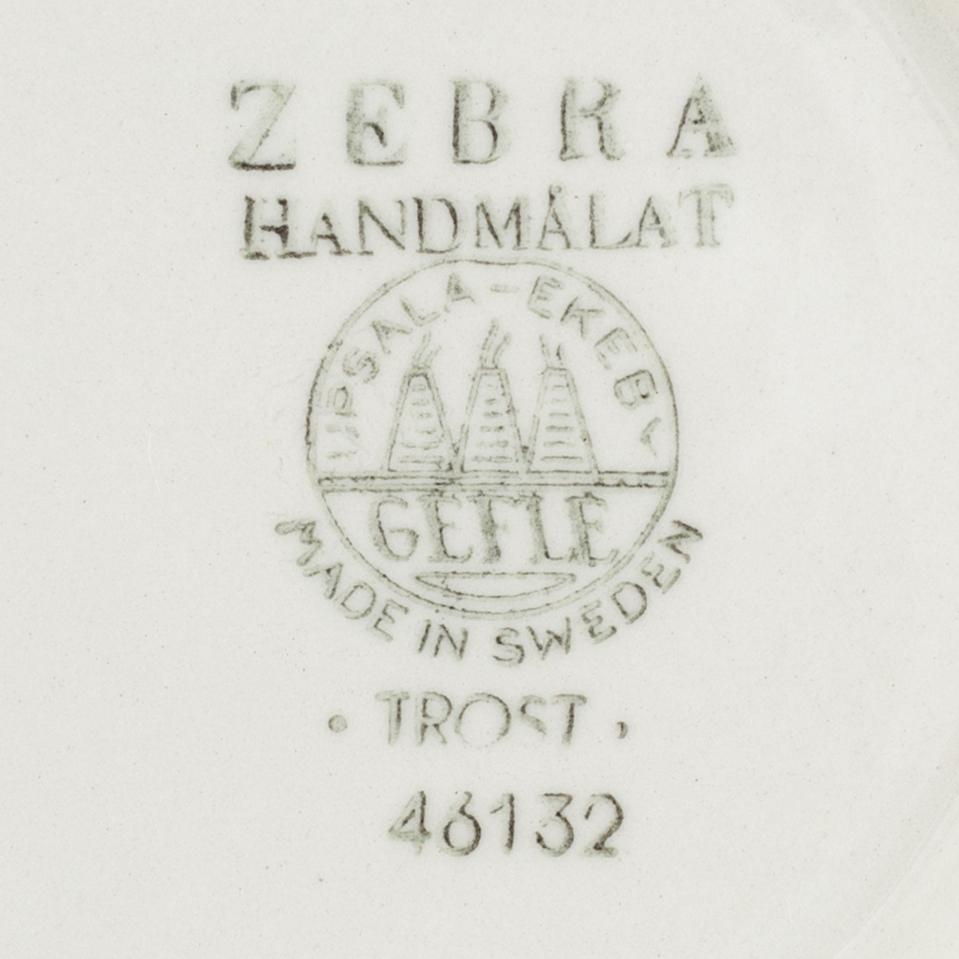 ZEBRA
HANDMÅLAT
UPSALA-EKEBY
GEFLE
MADE IN SWEDEN
• TROST •
46132